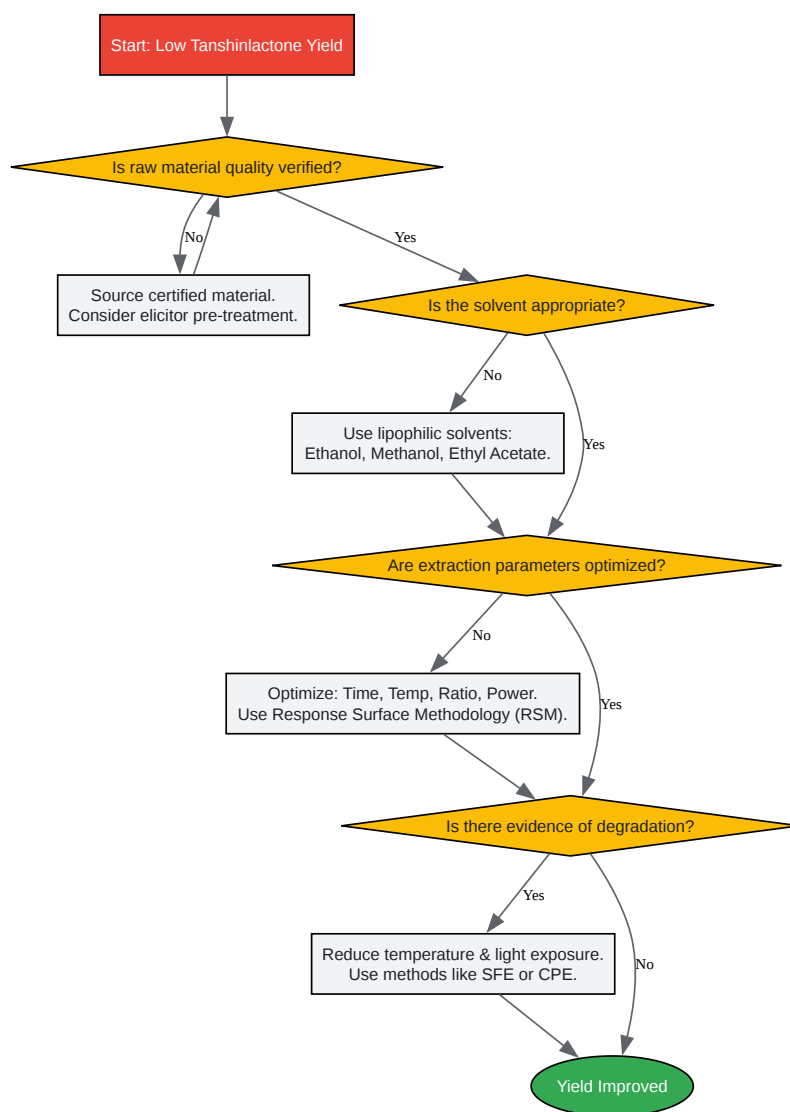 Start: Low Tanshinlactone Yield
Is raw material quality verified?
No
Yes
Source certified material.
Consider elicitor pre-treatment.
Is the solvent appropriate?
No
Use lipophilic solvents:
Ethanol, Methanol, Ethyl Acetate.
Yes
Are extraction parameters optimized?
No
Optimize: Time, Temp, Ratio, Power.
Use Response Surface Methodology (RSM).
Yes
Is there evidence of degradation?
Yes
Reduce temperature & light exposure.
Use methods like SFE or CPE.
No
Yield Improved